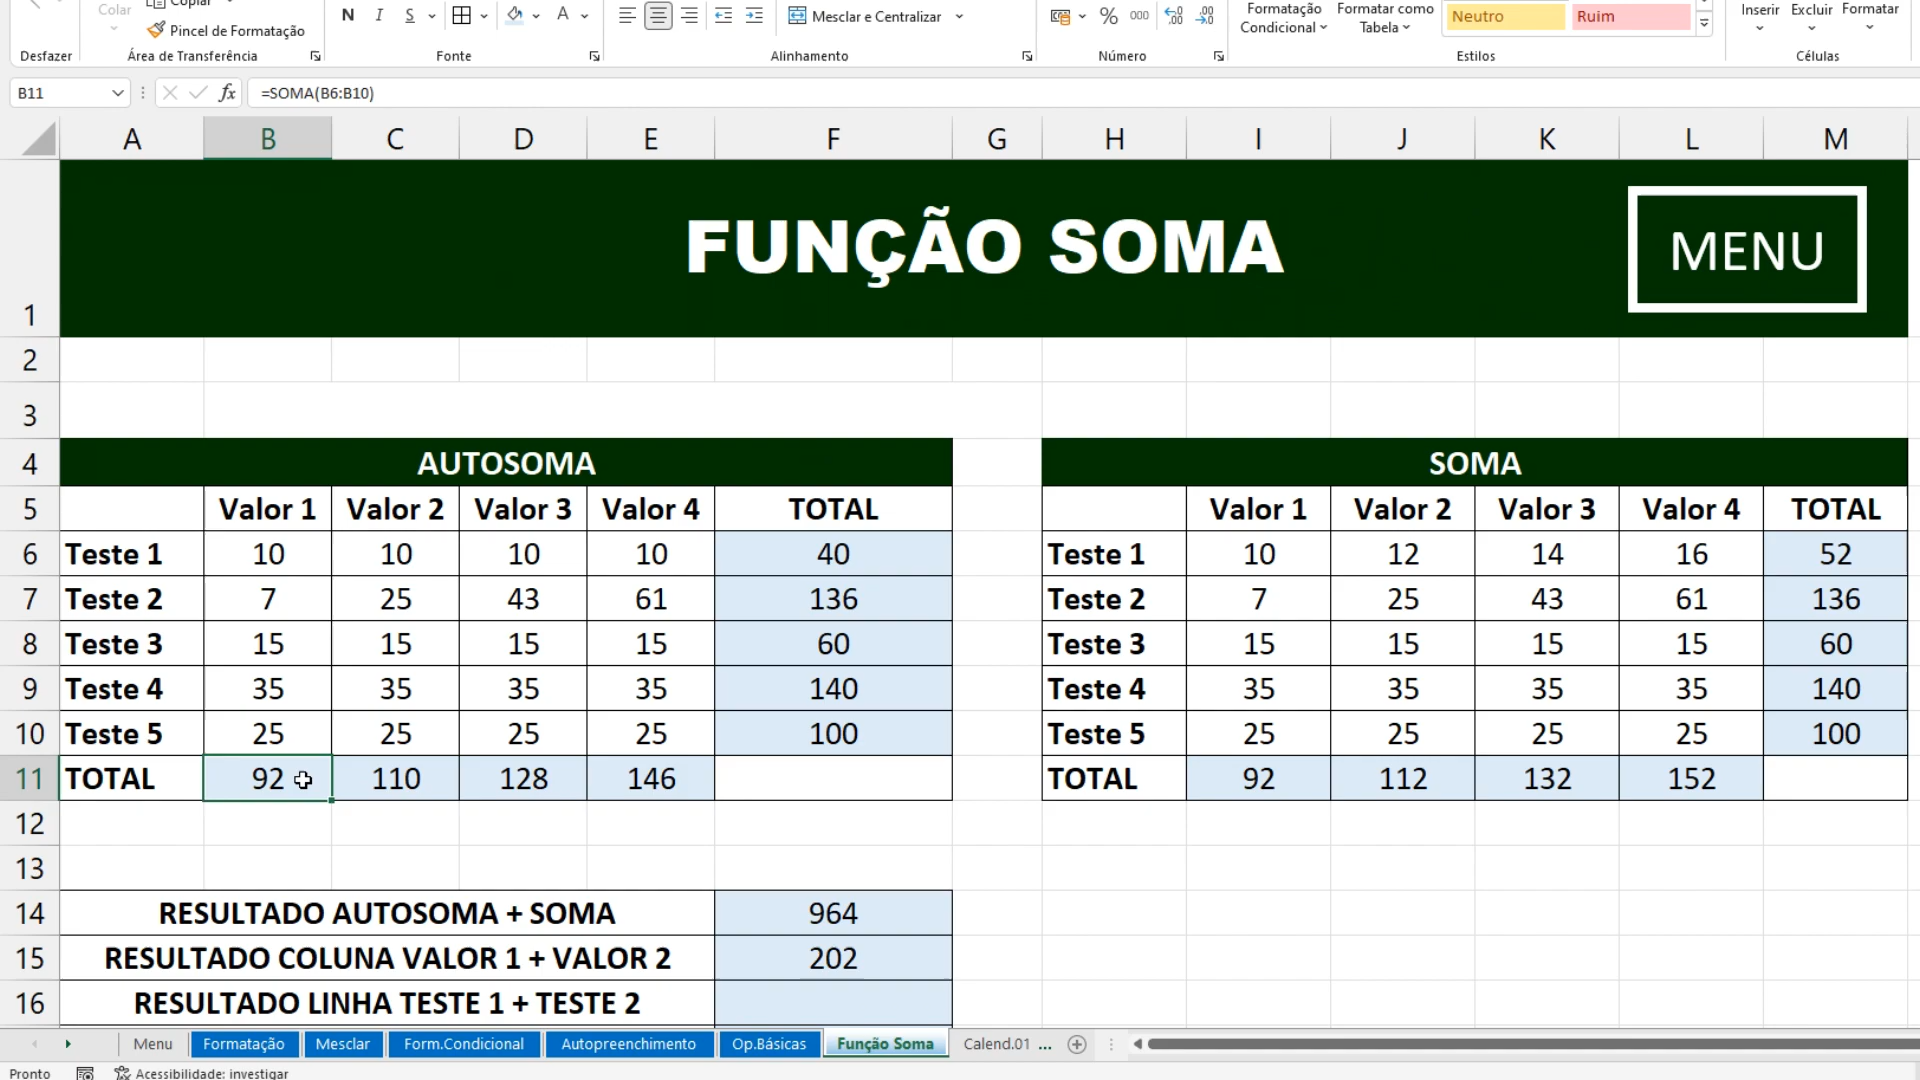 Colar
Copiar
Pincel de Formatação
N I S A
Mesclar e Centralizar
% 000
Formatação Condicional
Formatar como Tabela
Neutro Ruim
Inserir Excluir Formatar
Desfazer Área de Transferência Fonte Alinhamento Número Estilos Células
B11 fx =SOMA(B6:B10)
A B C D E F G H I J K L M
FUNÇÃO SOMA
MENU
1
2
3
4 AUTOSOMA SOMA
5 Valor 1 Valor 2 Valor 3 Valor 4 TOTAL Valor 1 Valor 2 Valor 3 Valor 4 TOTAL
6 Teste 1 10 10 10 10 40 Teste 1 10 12 14 16 52
7 Teste 2 7 25 43 61 136 Teste 2 7 25 43 61 136
8 Teste 3 15 15 15 15 60 Teste 3 15 15 15 15 60
9 Teste 4 35 35 35 35 140 Teste 4 35 35 35 35 140
10 Teste 5 25 25 25 25 100 Teste 5 25 25 25 25 100
11 TOTAL 92 110 128 146 TOTAL 92 112 132 152
12
13
14 RESULTADO AUTOSOMA + SOMA 964
15 RESULTADO COLUNA VALOR 1 + VALOR 2 202
16 RESULTADO LINHA TESTE 1 + TESTE 2
Menu Formatação Mesclar Form.Condicional Autopreenchimento Op.Básicas Função Soma Calend.01 ...
Pronto Acessibilidade: investigar